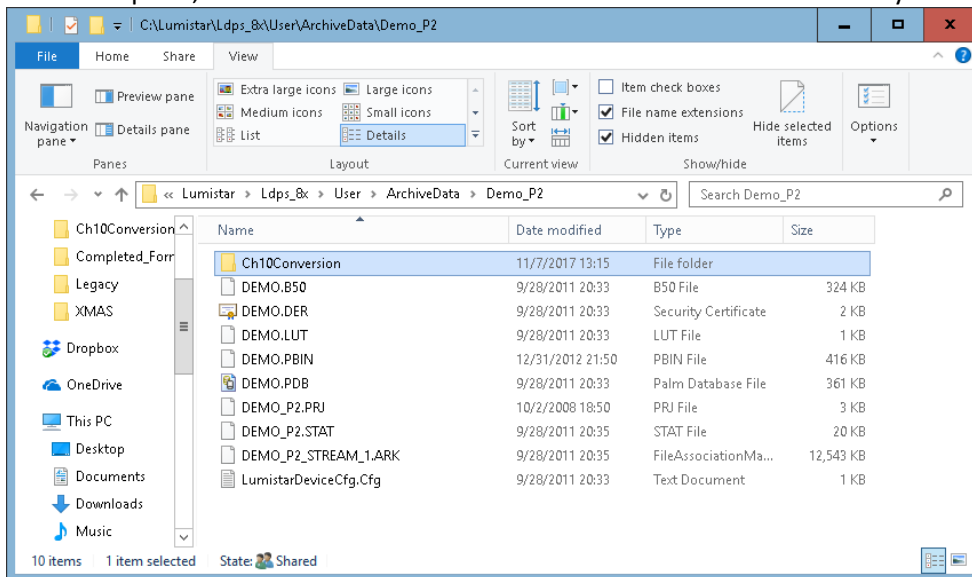 C:\Lumistar\Ldps_8x\User\ArchiveData\Demo_P2
File Home Share View
Preview pane
Navigation pane
Details pane
Panes
Extra large icons Large icons
Medium icons Small icons
List Details
Layout
Sort by
Current view
Item check boxes
File name extensions
Hidden items
Hide selected items
Show/hide
Options
« Lumistar > Ldps_8x > User > ArchiveData > Demo_P2
Search Demo_P2
Ch10Conversion
Completed_Forr
Legacy
XMAS
Dropbox
OneDrive
This PC
Desktop
Documents
Downloads
Music
Name Date modified Type Size
Ch10Conversion 11/7/2017 13:15 File folder
DEMO.B50 9/28/2011 20:33 B50 File 324 KB
DEMO.DER 9/28/2011 20:33 Security Certificate 2 KB
DEMO.LUT 9/28/2011 20:33 LUT File 1 KB
DEMO.PBIN 12/31/2012 21:50 PBIN File 416 KB
DEMO.PDB 9/28/2011 20:33 Palm Database File 361 KB
DEMO_P2.PRJ 10/2/2008 18:50 PRJ File 3 KB
DEMO_P2.STAT 9/28/2011 20:35 STAT File 20 KB
DEMO_P2_STREAM_1.ARK 9/28/2011 20:35 FileAssociationMa... 12,543 KB
LumistarDeviceCfg.Cfg 9/28/2011 20:33 Text Document 1 KB
10 items 1 item selected State: Shared